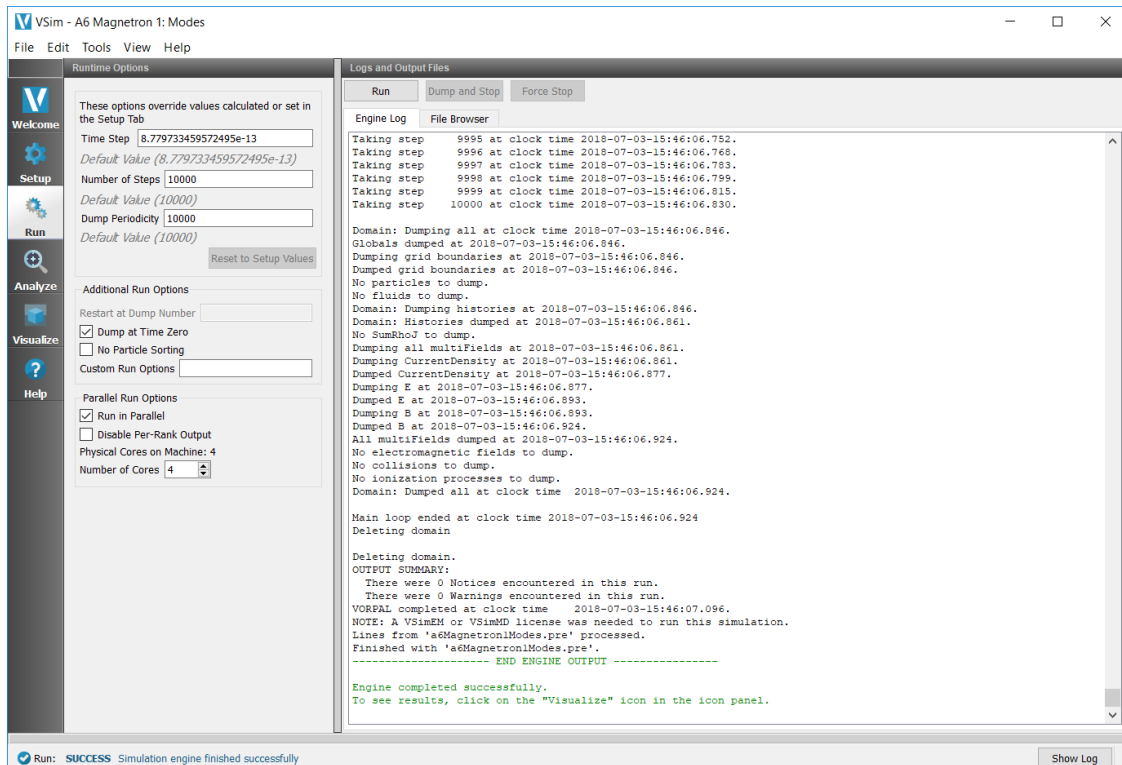 VSim - A6 Magnetron 1: Modes
File Edit Tools View Help
Runtime Options
Welcome
Setup
Run
Analyze
Visualize
Help
These options override values calculated or set in
the Setup Tab
Time Step 8.779733459572495e-13
Default Value (8.779733459572495e-13)
Number of Steps 10000
Default Value (10000)
Dump Periodicity 10000
Default Value (10000)
Reset to Setup Values
Additional Run Options
Restart at Dump Number
Dump at Time Zero
No Particle Sorting
Custom Run Options
Parallel Run Options
Run in Parallel
Disable Per-Rank Output
Physical Cores on Machine: 4
Number of Cores 4
Logs and Output Files
Run Dump and Stop Force Stop
Engine Log File Browser
Taking step 9995 at clock time 2018-07-03-15:46:06.752.
Taking step 9996 at clock time 2018-07-03-15:46:06.768.
Taking step 9997 at clock time 2018-07-03-15:46:06.783.
Taking step 9998 at clock time 2018-07-03-15:46:06.799.
Taking step 9999 at clock time 2018-07-03-15:46:06.815.
Taking step 10000 at clock time 2018-07-03-15:46:06.830.
Domain: Dumping all at clock time 2018-07-03-15:46:06.846.
Globals dumped at 2018-07-03-15:46:06.846.
Dumping grid boundaries at 2018-07-03-15:46:06.846.
Dumped grid boundaries at 2018-07-03-15:46:06.846.
No particles to dump.
No fluids to dump.
Domain: Dumping histories at 2018-07-03-15:46:06.846.
Domain: Histories dumped at 2018-07-03-15:46:06.861.
No SumRhoJ to dump.
Dumping all multiFields at 2018-07-03-15:46:06.861.
Dumping CurrentDensity at 2018-07-03-15:46:06.861.
Dumped CurrentDensity at 2018-07-03-15:46:06.877.
Dumping E at 2018-07-03-15:46:06.877.
Dumped E at 2018-07-03-15:46:06.893.
Dumping B at 2018-07-03-15:46:06.893.
Dumped B at 2018-07-03-15:46:06.924.
All multiFields dumped at 2018-07-03-15:46:06.924.
No electromagnetic fields to dump.
No collisions to dump.
No ionization processes to dump.
Domain: Dumped all at clock time 2018-07-03-15:46:06.924.
Main loop ended at clock time 2018-07-03-15:46:06.924
Deleting domain
Deleting domain.
OUTPUT SUMMARY:
There were 0 Notices encountered in this run.
There were 0 Warnings encountered in this run.
VORPAL completed at clock time 2018-07-03-15:46:07.096.
NOTE: A VSimEM or VSimMD license was needed to run this simulation.
Lines from 'a6Magnetron1Modes.pre' processed.
Finished with 'a6Magnetron1Modes.pre'.
--------------------- END ENGINE OUTPUT ----------------
Engine completed successfully.
To see results, click on the "Visualize" icon in the icon panel.
Run: SUCCESS Simulation engine finished successfully
Show Log